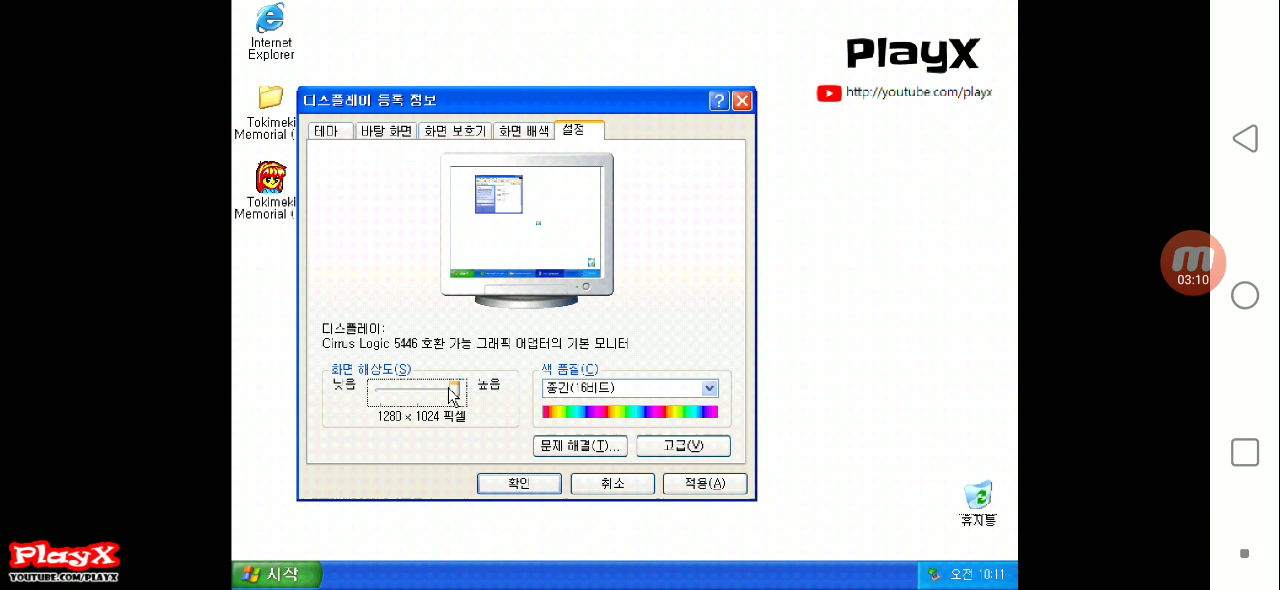 Internet
Explorer
PlayX
http://youtube.com/playx
Tokimeki
Memorial
Tokimeki
Memorial
디스플레이 등록 정보
테마
바탕 화면
화면 보호기
화면 배색
설정
디스플레이:
Cirrus Logic 5446 호환 가능 그래픽 어댑터의 기본 모니터
화면 해상도(S)
낮음
높음
1280 × 1024 픽셀
색 품질(C)
중간(16비트)
문제 해결(T)...
고급(V)
확인
취소
적용(A)
휴지통
03:10
PlayX
YOUTUBE.COM/PLAYX
시작
오전 10:11